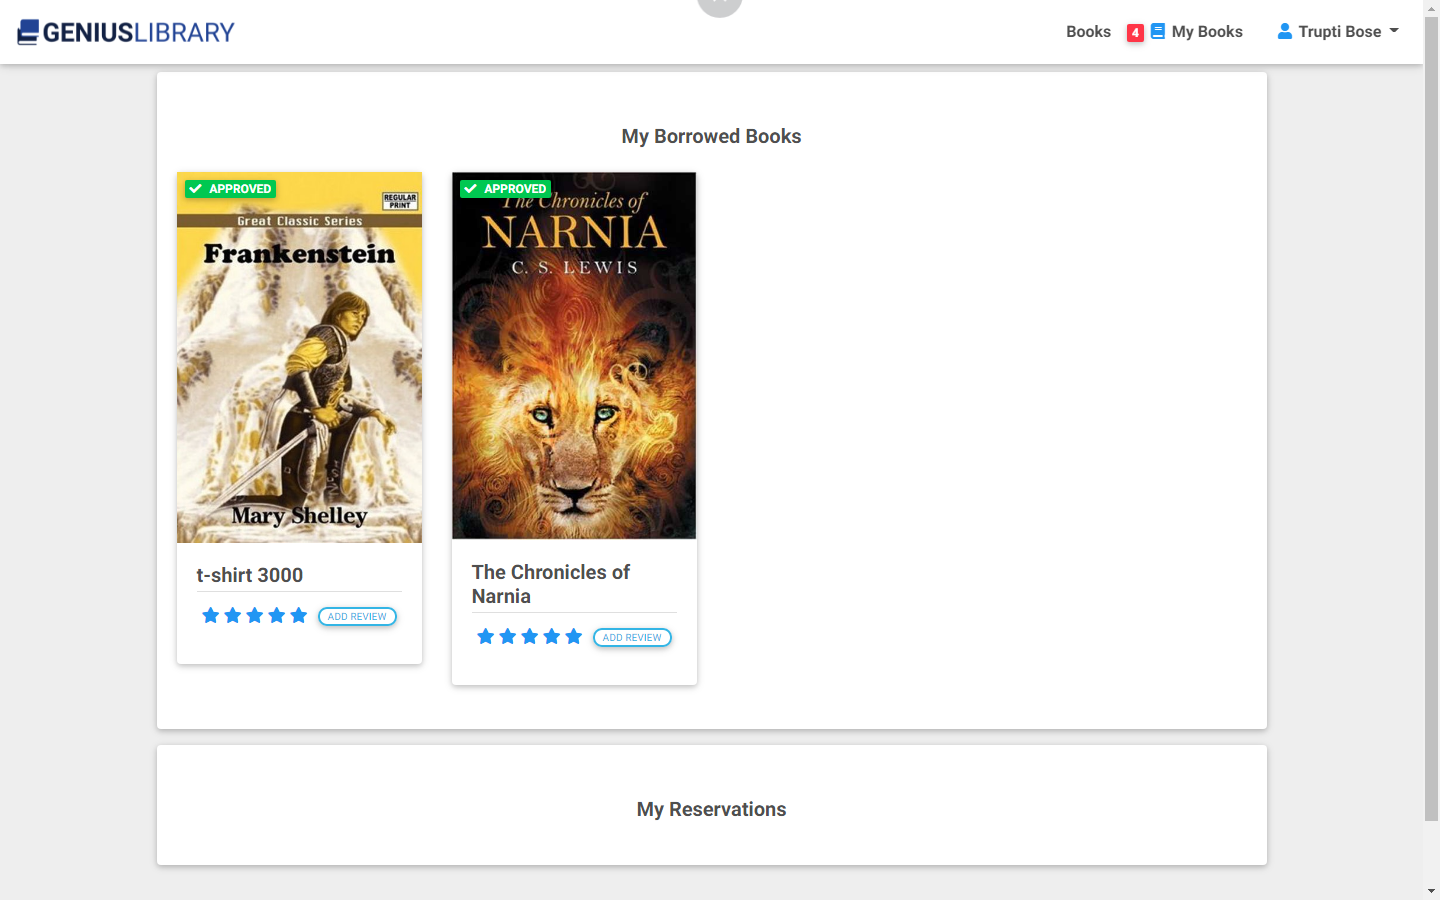 GENIUSLIBRARY
Books
4
My Books
Trupti Bose
My Borrowed Books
APPROVED
REGULAR
PRINT
Great Classic Series
Frankenstein
Mary Shelley
t-shirt 3000
ADD REVIEW
APPROVED
The Chronicles of
NARNIA
C. S. LEWIS
The Chronicles of
Narnia
ADD REVIEW
My Reservations